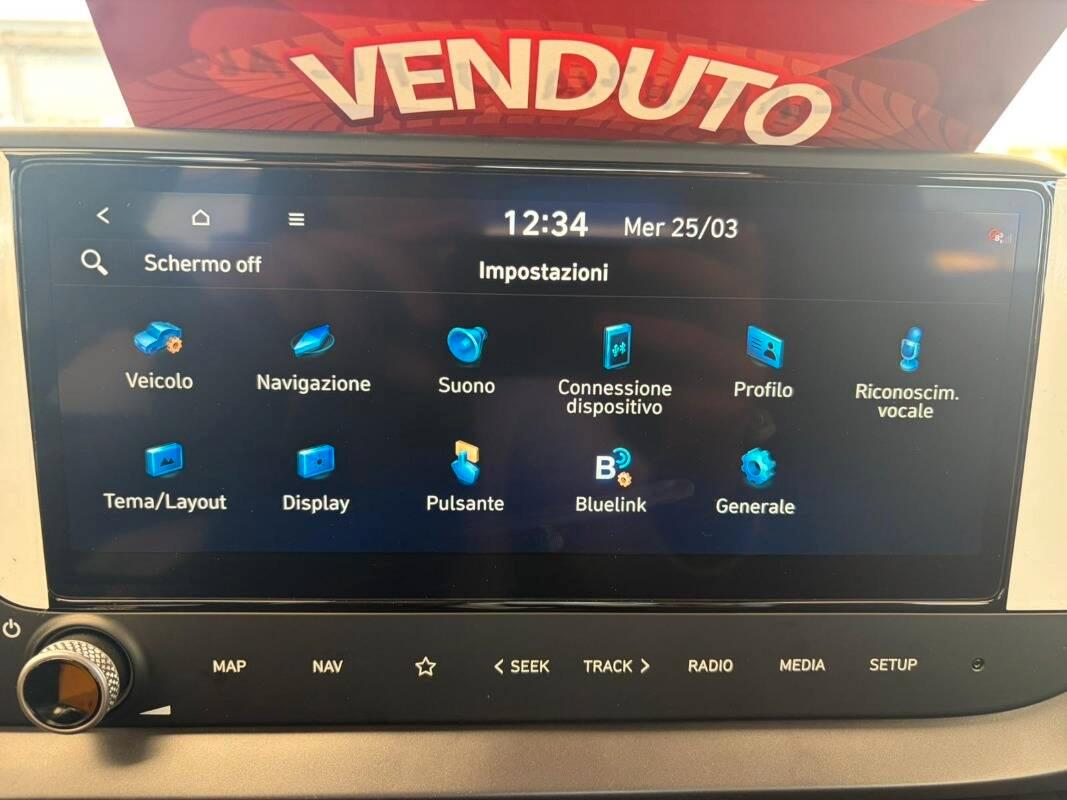 VENDUTO
12:34 Mer 25/03
Schermo off
Impostazioni
Veicolo Navigazione Suono Connessione dispositivo Profilo Riconoscim. vocale
Tema/Layout Display Pulsante Bluelink Generale
MAP NAV < SEEK TRACK > RADIO MEDIA SETUP